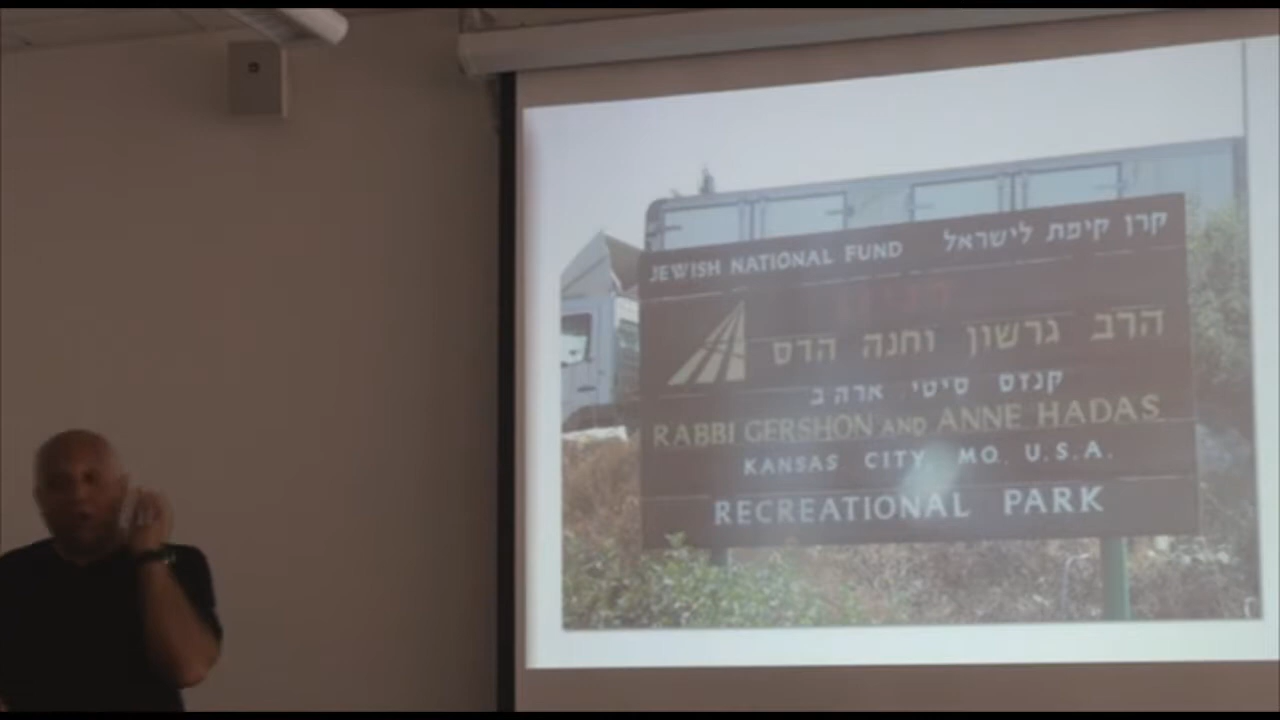 JEWISH NATIONAL FUND קרן קיימת לישראל
הרב גרשון וחנה הדס
קנזס סיטי ארה״ב
RABBI GERSHON AND ANNE HADAS
KANSAS CITY, MO. U.S.A.
RECREATIONAL PARK